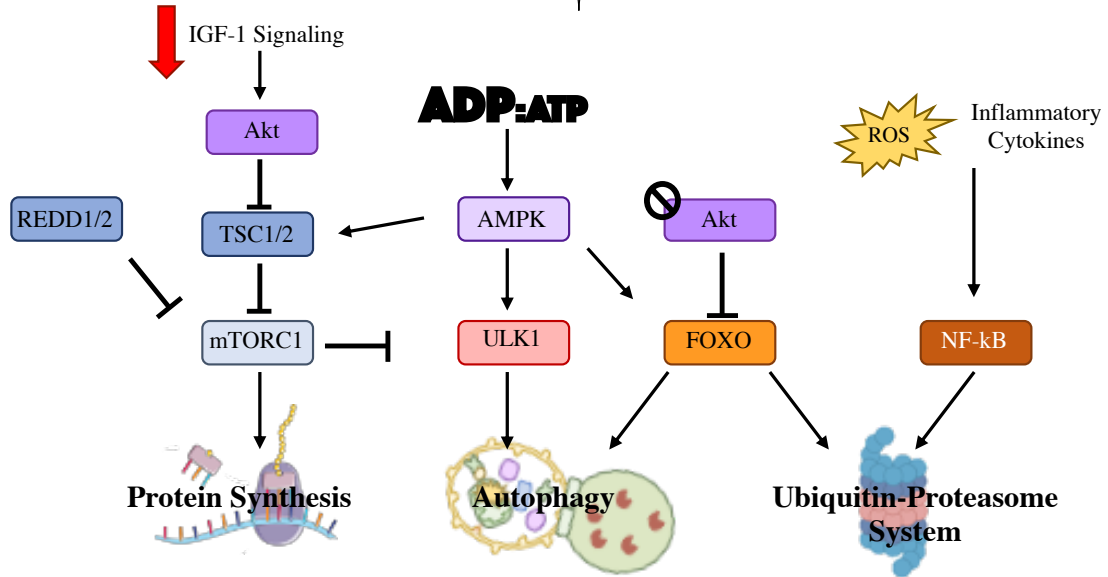 IGF-1 Signaling
Akt
ADP:ATP
ROS
Inflammatory
Cytokines
REDD1/2
TSC1/2
AMPK
Akt
mTORC1
ULK1
FOXO
NF-kB
Protein Synthesis
Autophagy
Ubiquitin-Proteasome
System